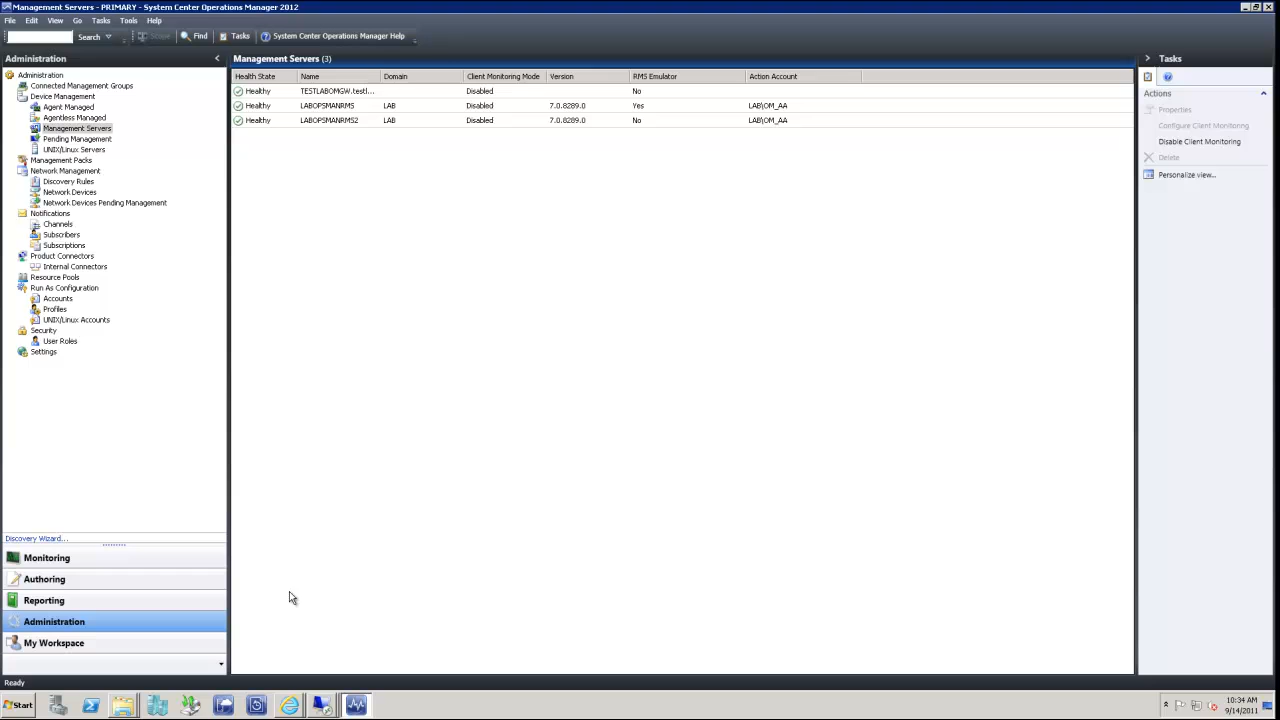 Management Servers - PRIMARY - System Center Operations Manager 2012
File Edit View Go Tasks Tools Help
Search Scope Find Tasks System Center Operations Manager Help
Administration
Administration
Connected Management Groups
Device Management
Agent Managed
Agentless Managed
Management Servers
Pending Management
UNIX/Linux Servers
Management Packs
Network Management
Discovery Rules
Network Devices
Network Devices Pending Management
Notifications
Channels
Subscribers
Subscriptions
Product Connectors
Internal Connectors
Resource Pools
Run As Configuration
Accounts
Profiles
UNIX/Linux Accounts
Security
User Roles
Settings
Discovery Wizard...
Monitoring
Authoring
Reporting
Administration
My Workspace
Management Servers (3)
Health State Name Domain Client Monitoring Mode Version RMS Emulator Action Account
Healthy TESTLABOMGW.testl... Disabled No
Healthy LABOPSMANRMS LAB Disabled 7.0.8289.0 Yes LAB\OM_AA
Healthy LABOPSMANRMS2 LAB Disabled 7.0.8289.0 No LAB\OM_AA
Tasks
Actions
Properties
Configure Client Monitoring
Disable Client Monitoring
Delete
Personalize view...
Ready
Start
10:34 AM
9/14/2011